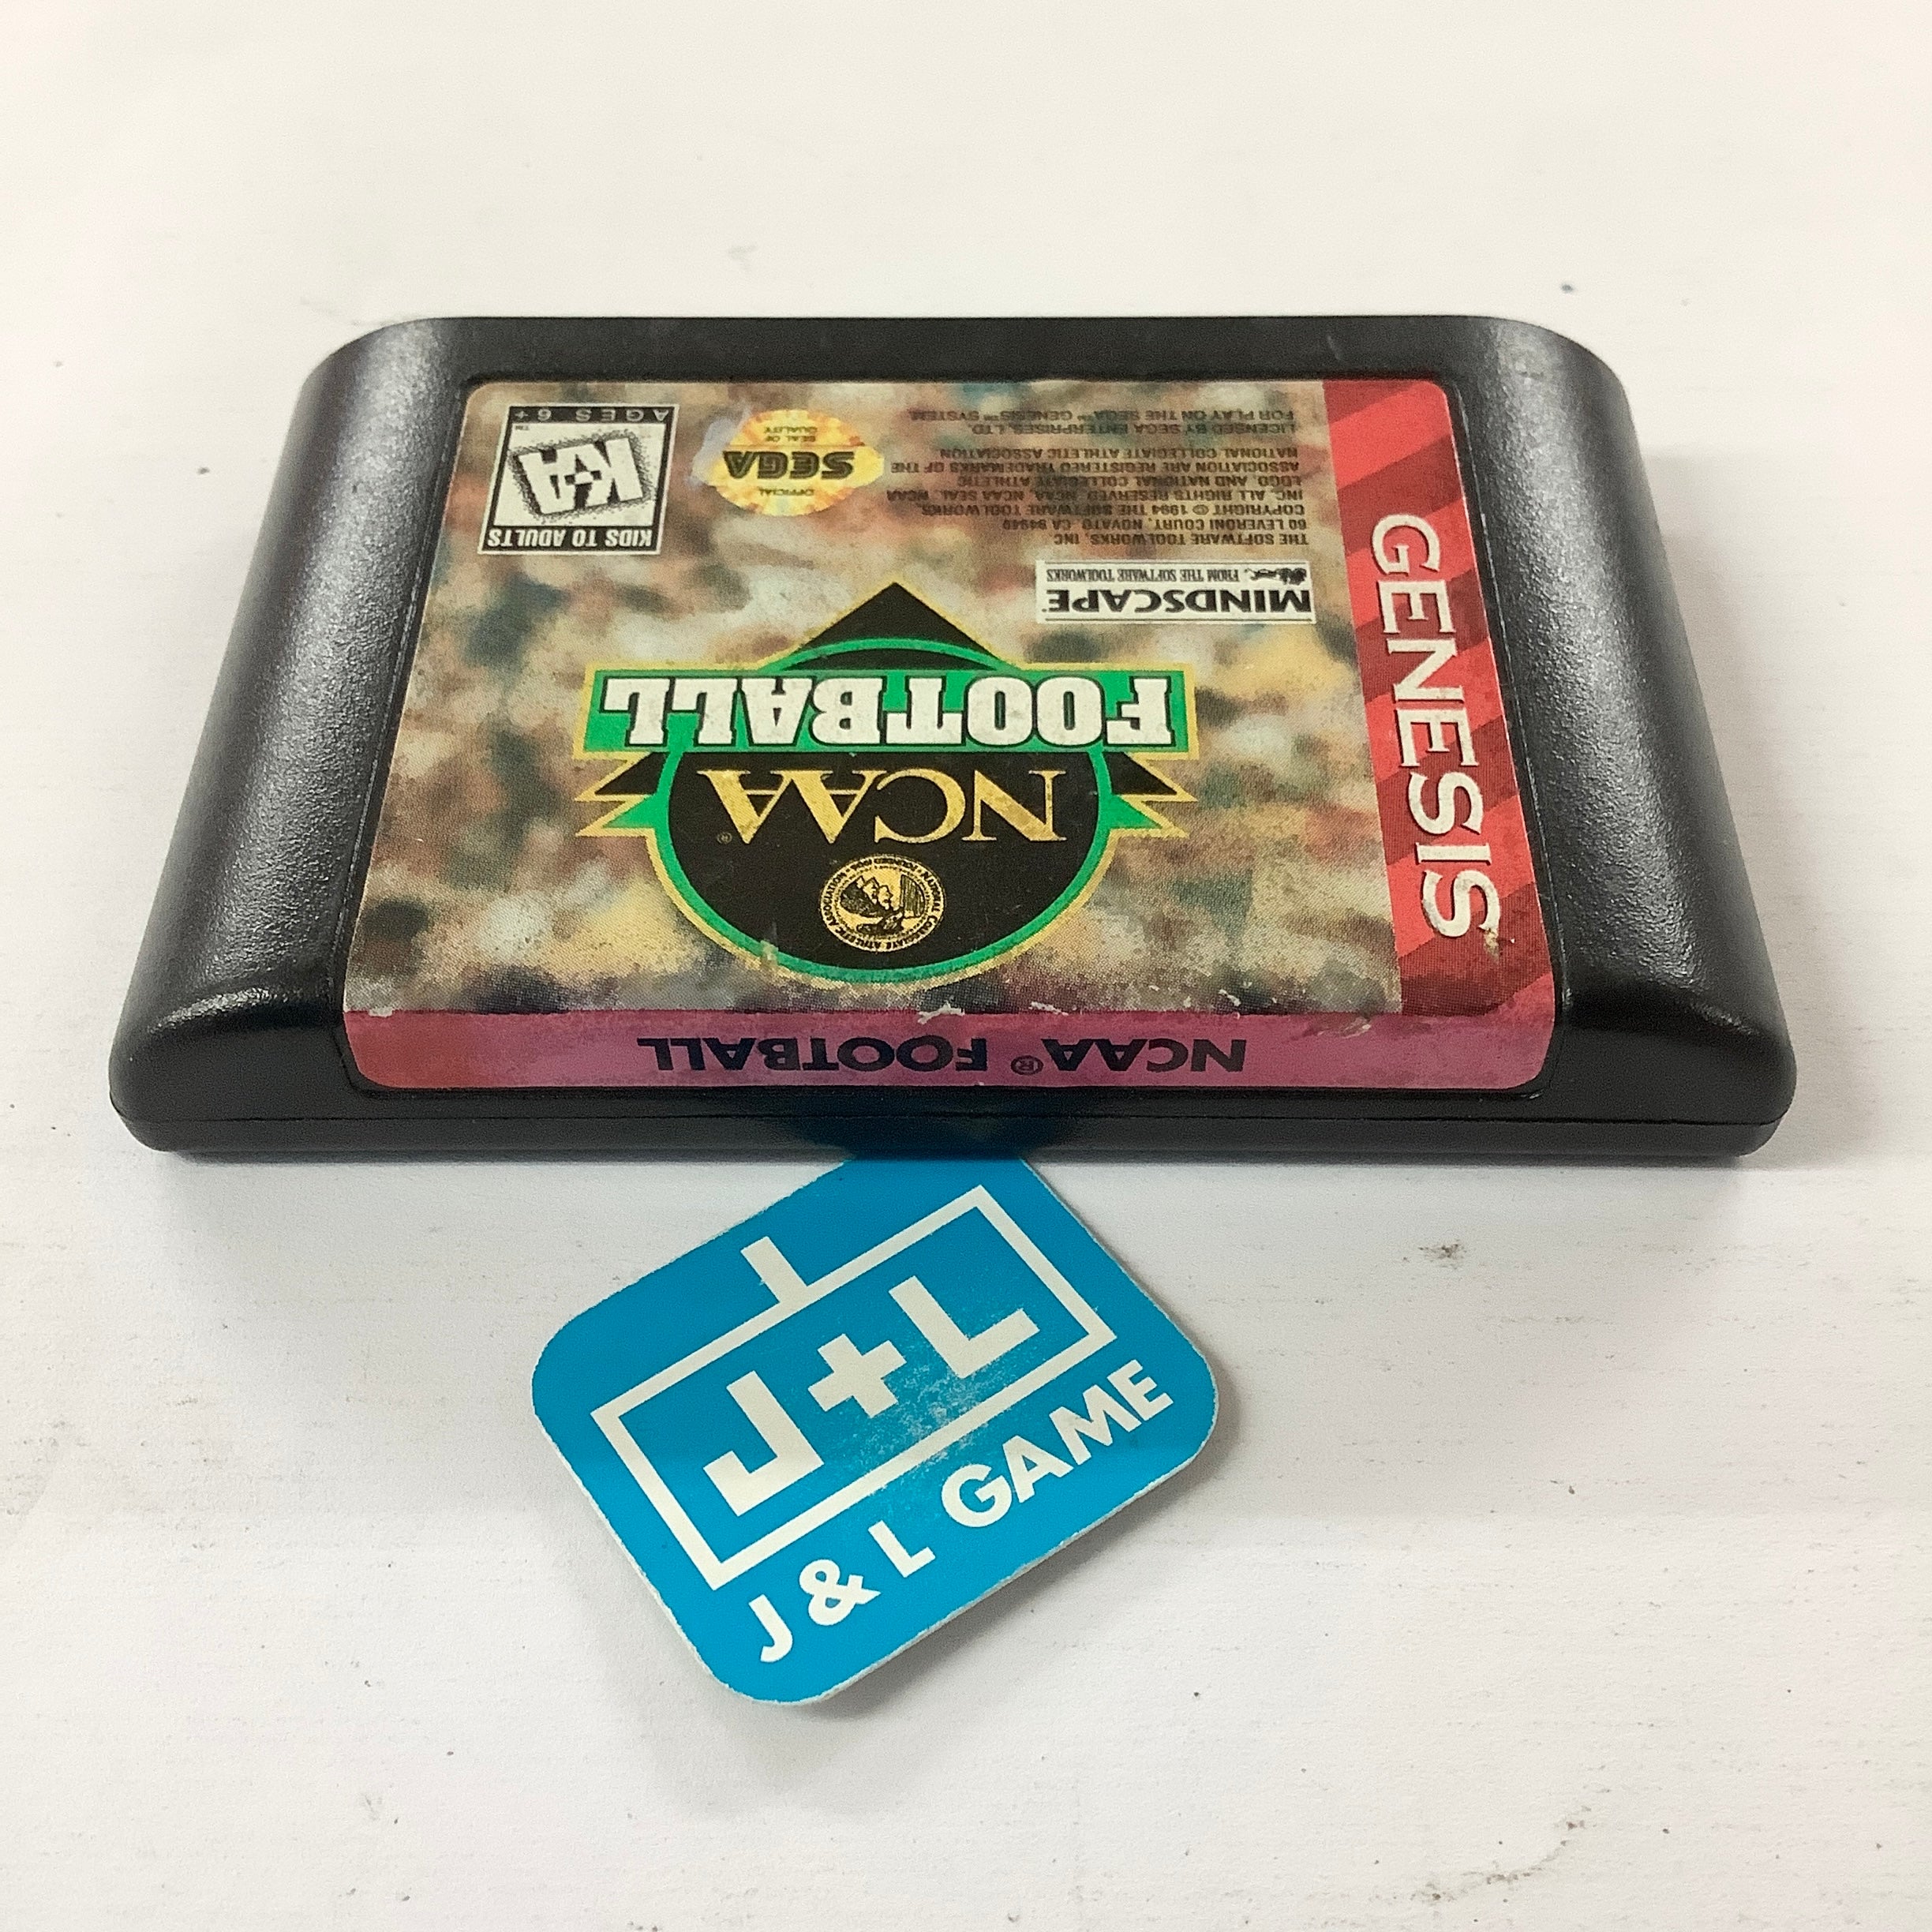 GENESIS
NCAA® FOOTBALL
NCAA®
FOOTBALL
MINDSCAPE
FROM THE SOFTWARE TOOLWORKS
THE SOFTWARE TOOLWORKS, INC.
60 LEVERONI COURT, NOVATO, CA 94949
COPYRIGHT © 1994 THE SOFTWARE TOOLWORKS,
INC. ALL RIGHTS RESERVED. NCAA, NCAA SEAL, NCAA
LOGO, AND NATIONAL COLLEGIATE ATHLETIC
ASSOCIATION ARE REGISTERED TRADEMARKS OF THE
NATIONAL COLLEGIATE ATHLETIC ASSOCIATION
LICENSED BY SEGA ENTERPRISES, LTD.
FOR PLAY ON THE SEGA™ GENESIS™ SYSTEM.
OFFICIAL
SEGA
SEAL OF
QUALITY
KIDS TO ADULTS
K-A
™
AGES 6+
J+L
J & L GAME